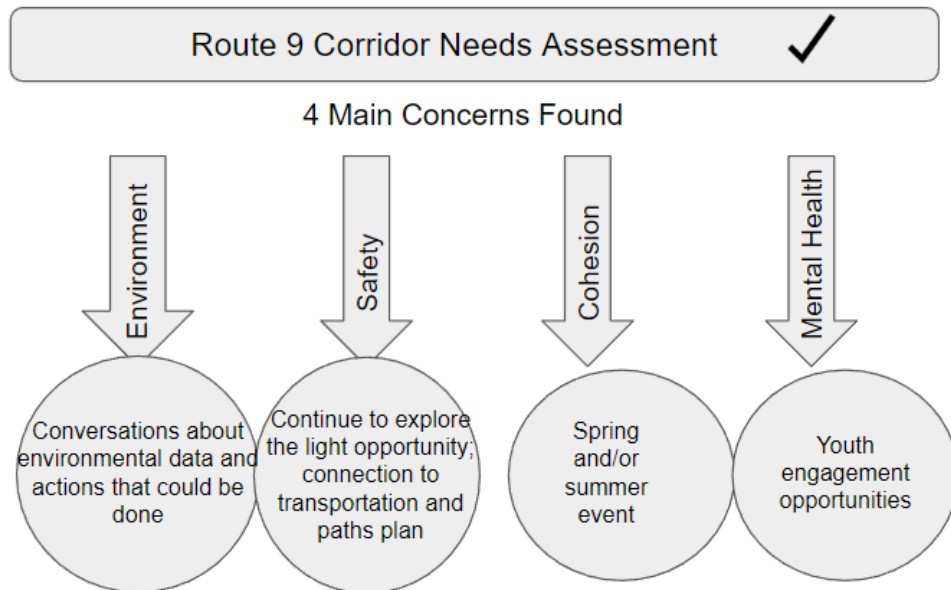 Route 9 Corridor Needs Assessment
4 Main Concerns Found
Environment
Safety
Cohesion
Mental Health
Conversations about
environmental data and
actions that could be
done
Continue to explore
the light opportunity;
connection to
transportation and
paths plan
Spring
and/or
summer
event
Youth
engagement
opportunities